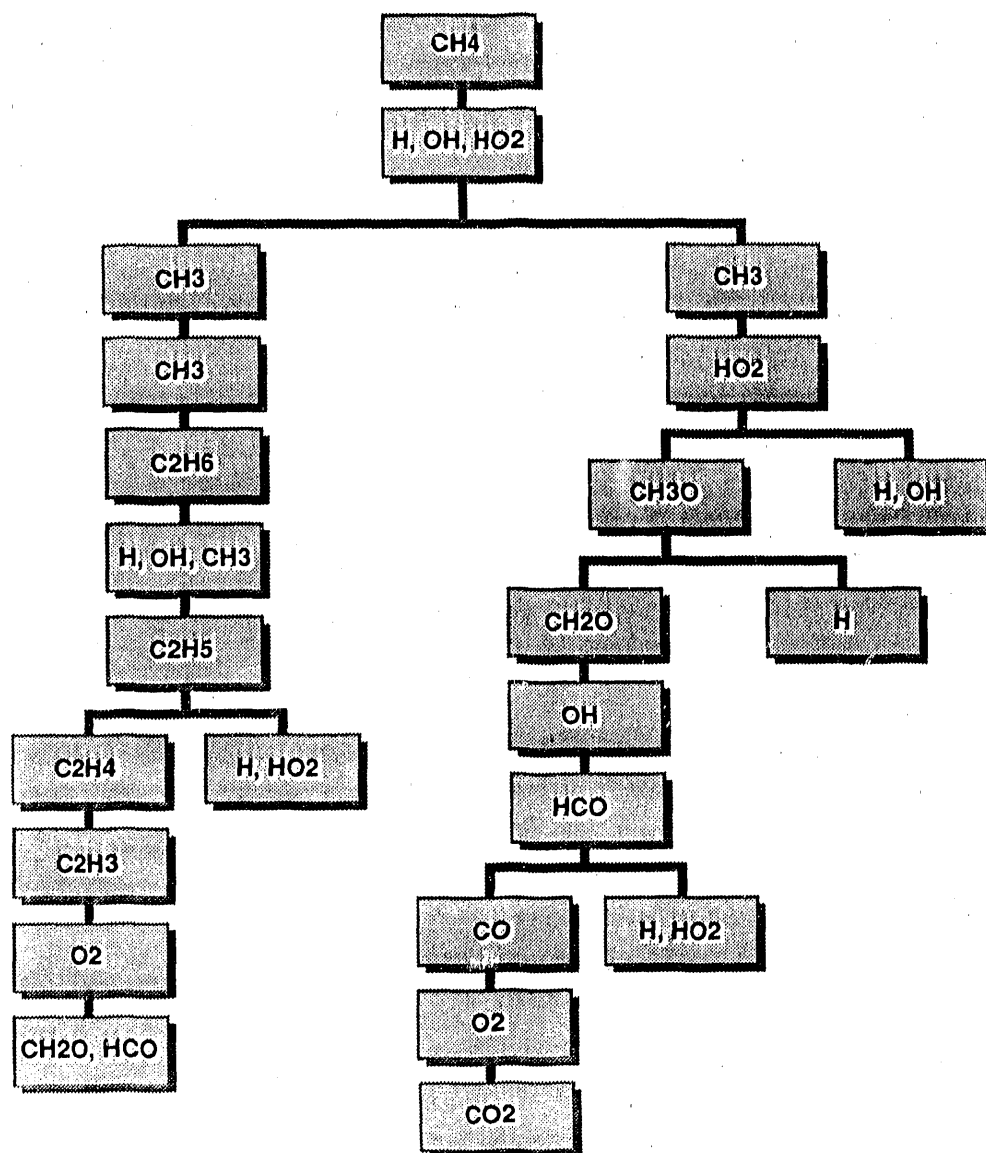 CH4
H, OH, HO2
CH3
CH3
CH3
HO2
C2H6
CH3O
H, OH
H, OH, CH3
CH2O
H
C2H5
OH
C2H4
H, HO2
HCO
C2H3
CO
H, HO2
O2
O2
CH2O, HCO
CO2